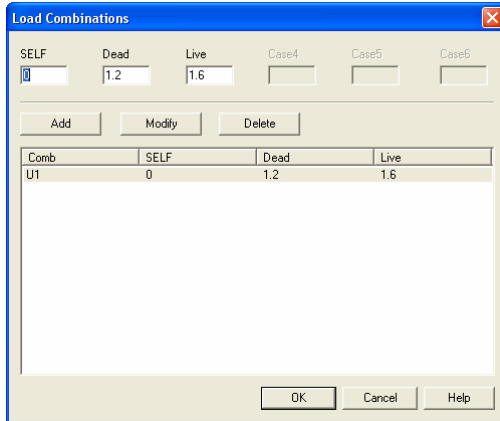 Load Combinations
SELF Dead Live Case4 Case5 Case6
0 1.2 1.6
Add Modify Delete
Comb SELF Dead Live
U1 0 1.2 1.6
OK Cancel Help